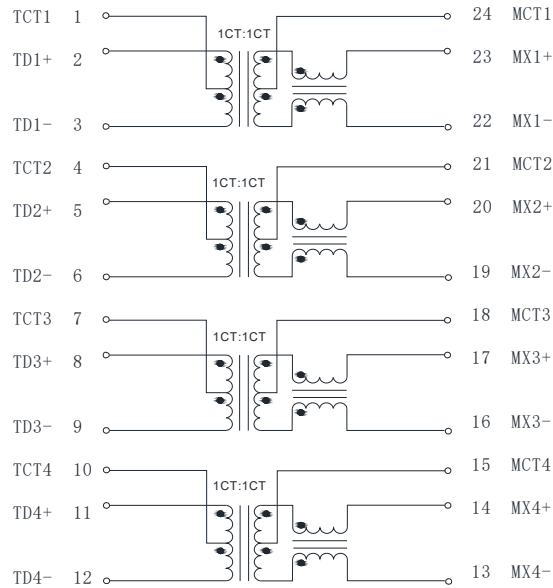 TCT1 1 24 MCT1
1CT:1CT
TD1+ 2 23 MX1+
TD1- 3 22 MX1-
TCT2 4 21 MCT2
1CT:1CT
TD2+ 5 20 MX2+
TD2- 6 19 MX2-
TCT3 7 18 MCT3
1CT:1CT
TD3+ 8 17 MX3+
TD3- 9 16 MX3-
TCT4 10 15 MCT4
1CT:1CT
TD4+ 11 14 MX4+
TD4- 12 13 MX4-